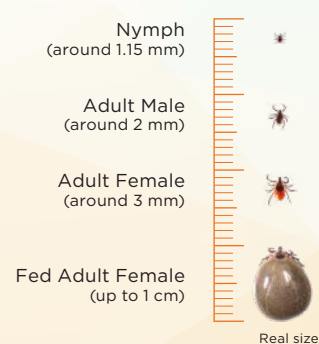 Nymph
(around 1.15 mm)
Adult Male
(around 2 mm)
Adult Female
(around 3 mm)
Fed Adult Female
(up to 1 cm)
Real size